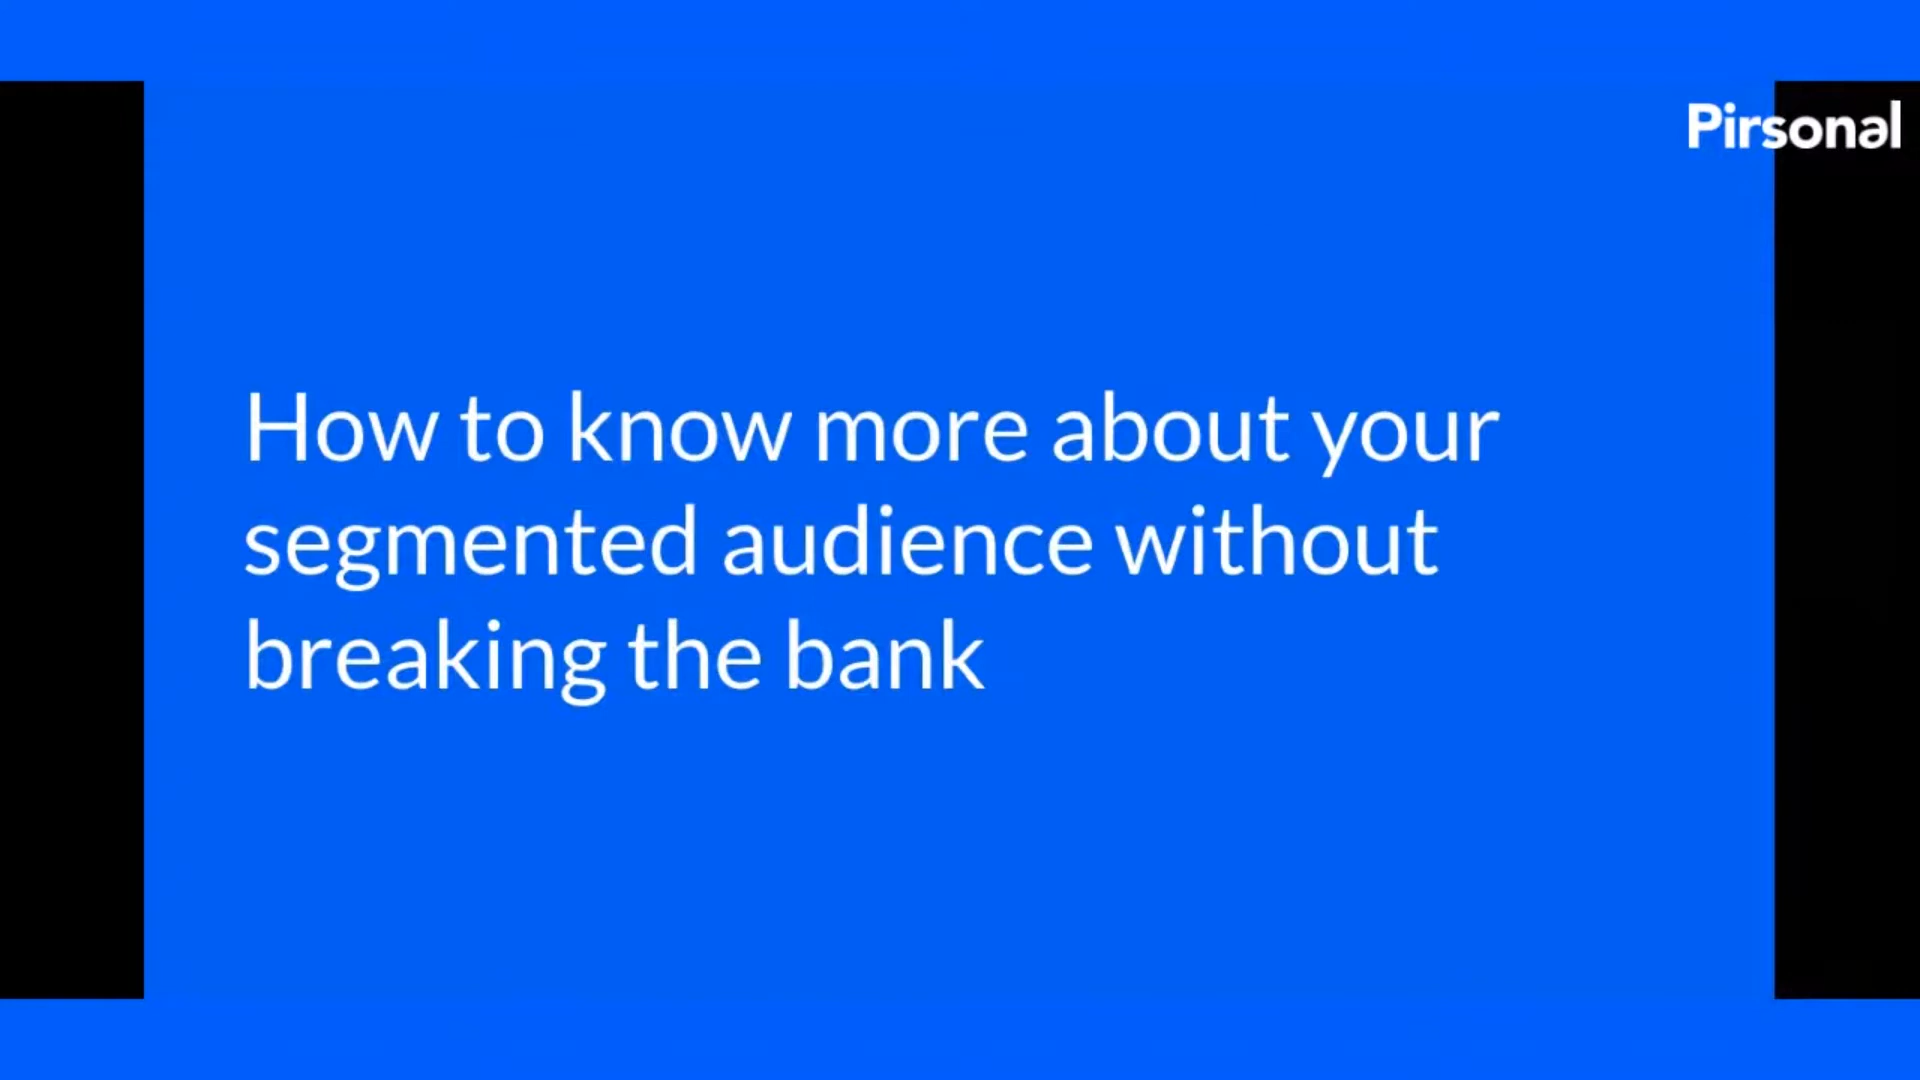 Pirsonal
How to know more about your
segmented audience without
breaking the bank